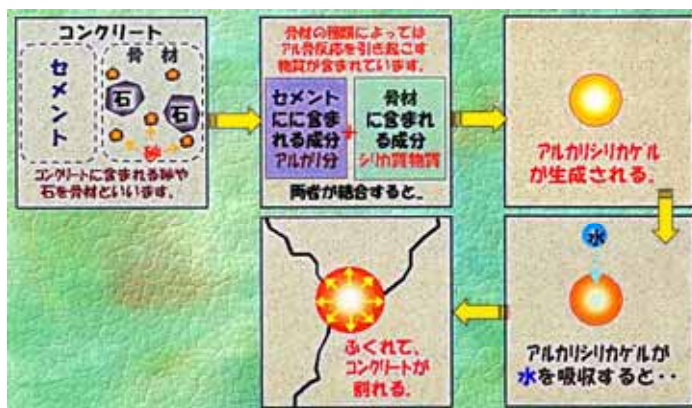 コンクリート
セメント
骨 材
石
石
砂
コンクリートに含まれる砂や
石を骨材といいます。
骨材の種類によっては
アル骨反応を引き起こす
物質が含まれています。
セメント
にに含ま
れる成分
アルカリ分
+
骨材
に含まれ
る成分
シリカ質物質
両者が結合すると、
アルカリシリカゲル
が生成される。
水
アルカリシリカゲルが
水を吸収すると・・
ふくれて、
コンクリートが
割れる。